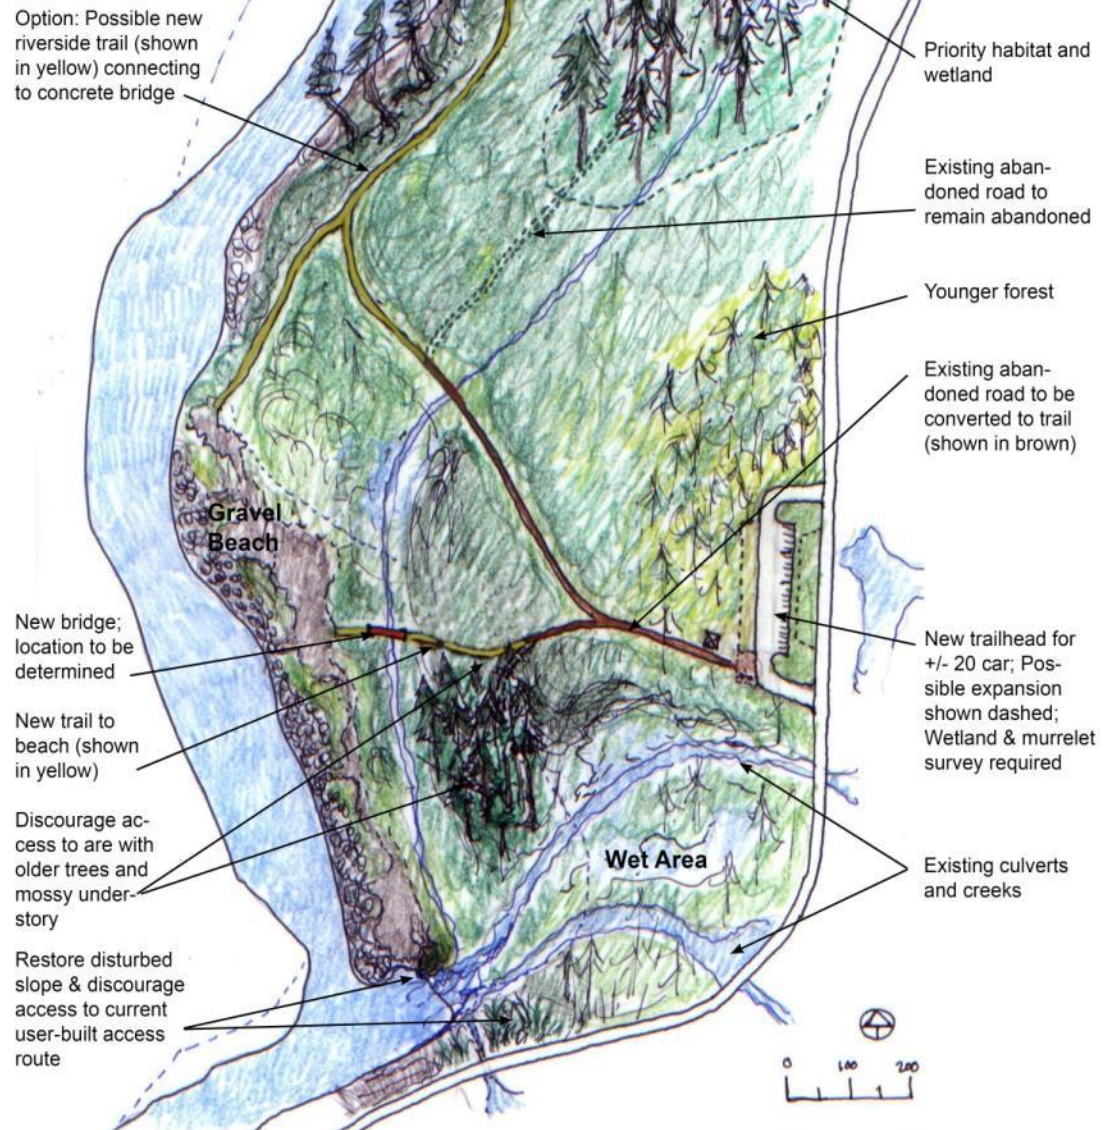 Option: Possible new
riverside trail (shown
in yellow) connecting
to concrete bridge
Priority habitat and
wetland
Existing aban-
doned road to
remain abandoned
Younger forest
Existing aban-
doned road to be
converted to trail
(shown in brown)
Gravel
Beach
New bridge;
location to be
determined
New trailhead for
+/- 20 car; Pos-
sible expansion
shown dashed;
Wetland & murrelet
survey required
New trail to
beach (shown
in yellow)
Discourage ac-
cess to are with
older trees and
mossy under-
story
Wet Area
Existing culverts
and creeks
Restore disturbed
slope & discourage
access to current
user-built access
route
0 100 200